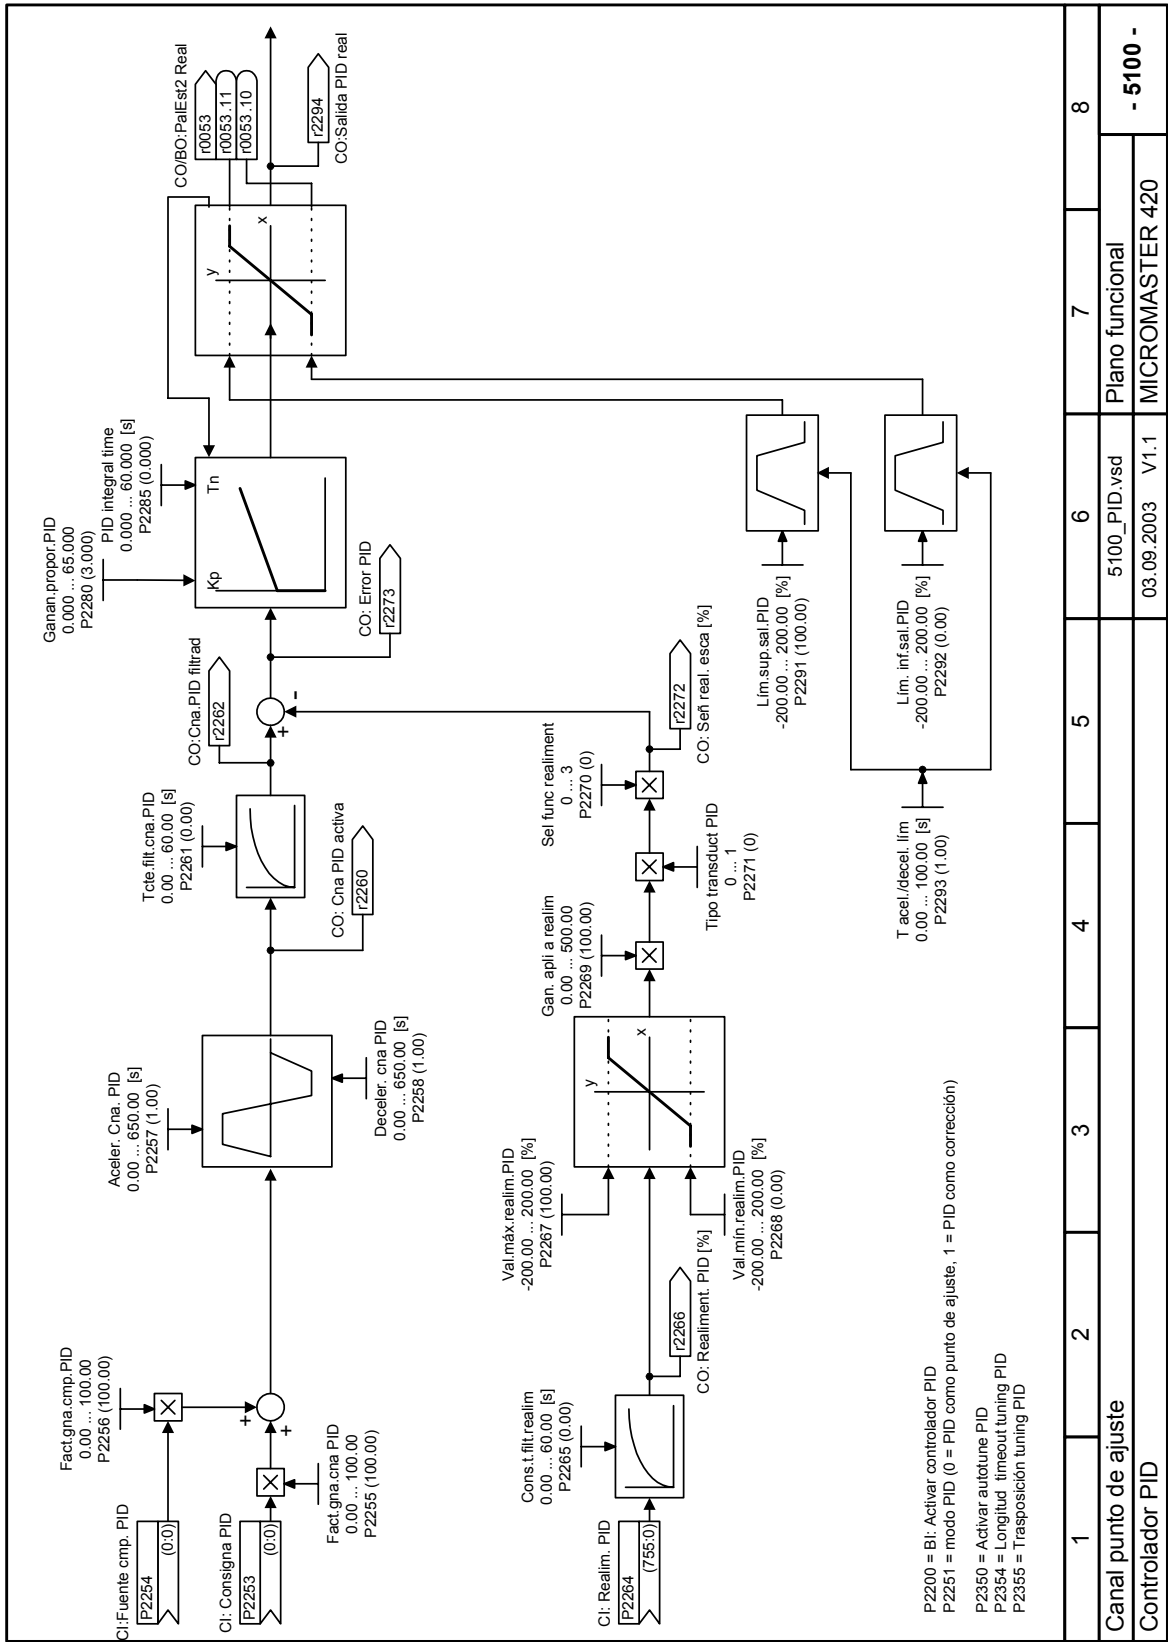 CI:Fuente cmp. PID
P2254
(0:0)
Fact.gna.cmp.PID
0.00 ... 100.00
P2256 (100.00)
CI: Consigna PID
P2253
(0:0)
Fact.gna.cna PID
0.00 ... 100.00
P2255 (100.00)
+
+
Aceler. Cna. PID
0.00 ... 650.00 [s]
P2257 (1.00)
Deceler. cna PID
0.00 ... 650.00 [s]
P2258 (1.00)
CO: Cna PID activa
r2260
Tcte.filt.cna.PID
0.00 ... 60.00 [s]
P2261 (0.00)
CO:Cna.PID filtrad
r2262
+
-
CO: Error PID
r2273
Ganan.propor.PID
0.000 ... 65.000
P2280 (3.000)
PID integral time
0.000 ... 60.000 [s]
P2285 (0.000)
Kp
Tn
y
x
CO/BO:PalEst2 Real
r0053
r0053.11
r0053.10
r2294
CO:Salida PID real
CI: Realim. PID
P2264
(755:0)
Cons.t.filt.realim
0.00 ... 60.00 [s]
P2265 (0.00)
r2266
CO: Realiment. PID [%]
Val.máx.realim.PID
-200.00 ... 200.00 [%]
P2267 (100.00)
Val.mín.realim.PID
-200.00 ... 200.00 [%]
P2268 (0.00)
y
x
Gan. apli a realim
0.00 ... 500.00
P2269 (100.00)
Tipo transduct PID
0 ... 1
P2271 (0)
Sel func realiment
0 ... 3
P2270 (0)
r2272
CO: Señ real. esca [%]
Lím.sup.sal.PID
-200.00 ... 200.00 [%]
P2291 (100.00)
Lím. inf.sal.PID
-200.00 ... 200.00 [%]
P2292 (0.00)
T acel./decel. lím
0.00 ... 100.00 [s]
P2293 (1.00)
P2200 = BI: Activar controlador PID
P2251 = modo PID (0 = PID como punto de ajuste, 1 = PID como corrección)
P2350 = Activar autotune PID
P2354 = Longitud timeout tuning PID
P2355 = Trasposición tuning PID
1 2 3 4 5 6 7 8
Canal punto de ajuste
5100_PID.vsd
Plano funcional
- 5100 -
Controlador PID
03.09.2003 V1.1
MICROMASTER 420